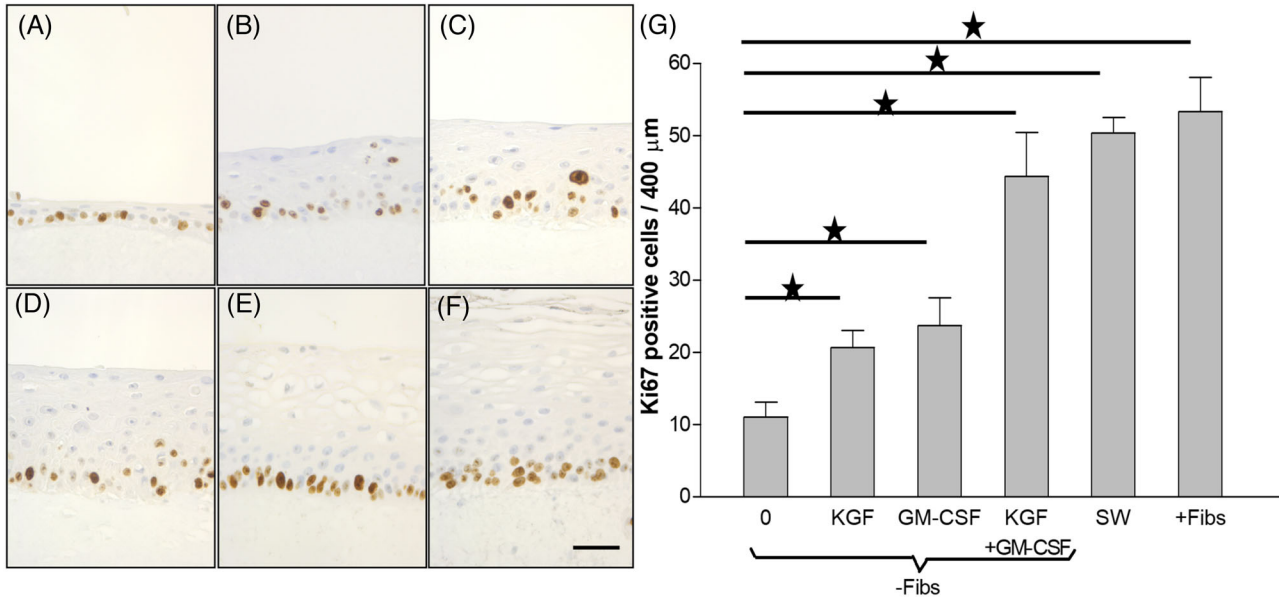 (A)
(B)
(C)
(D)
(E)
(F)
(G)
Ki67 positive cells / 400 μm
60
50
40
30
20
10
0
0 KGF GM-CSF KGF SW +Fibs
+GM-CSF
-Fibs